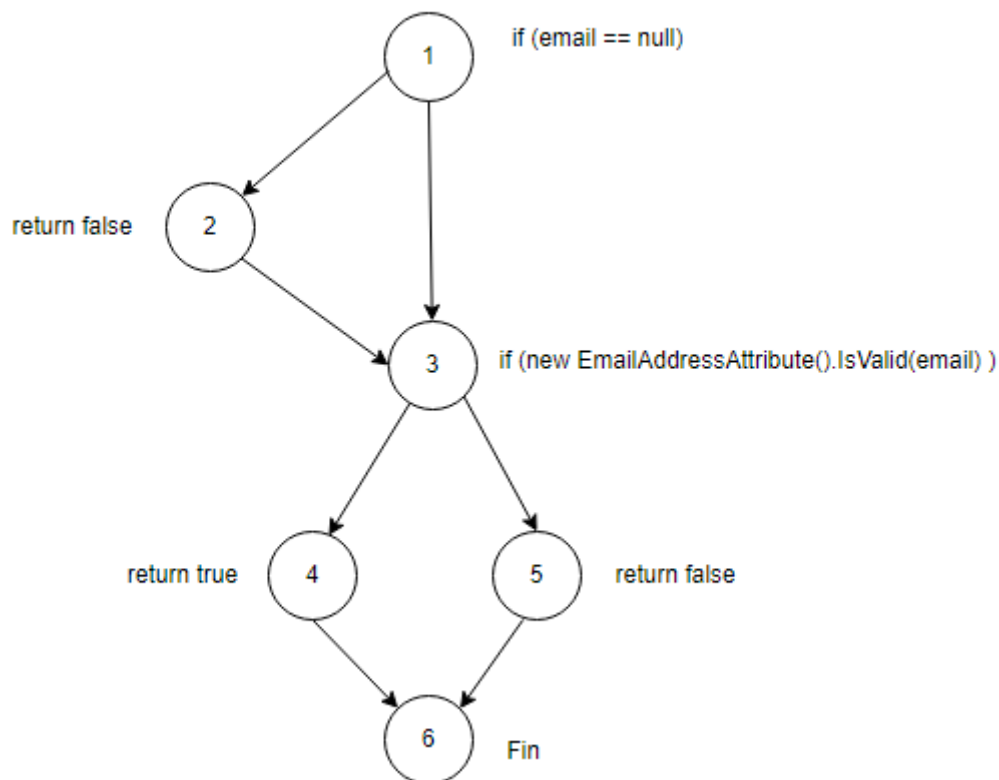 1
if (email == null)
return false
2
3
if (new EmailAddressAttribute().IsValid(email) )
return true
4
5
return false
6
Fin